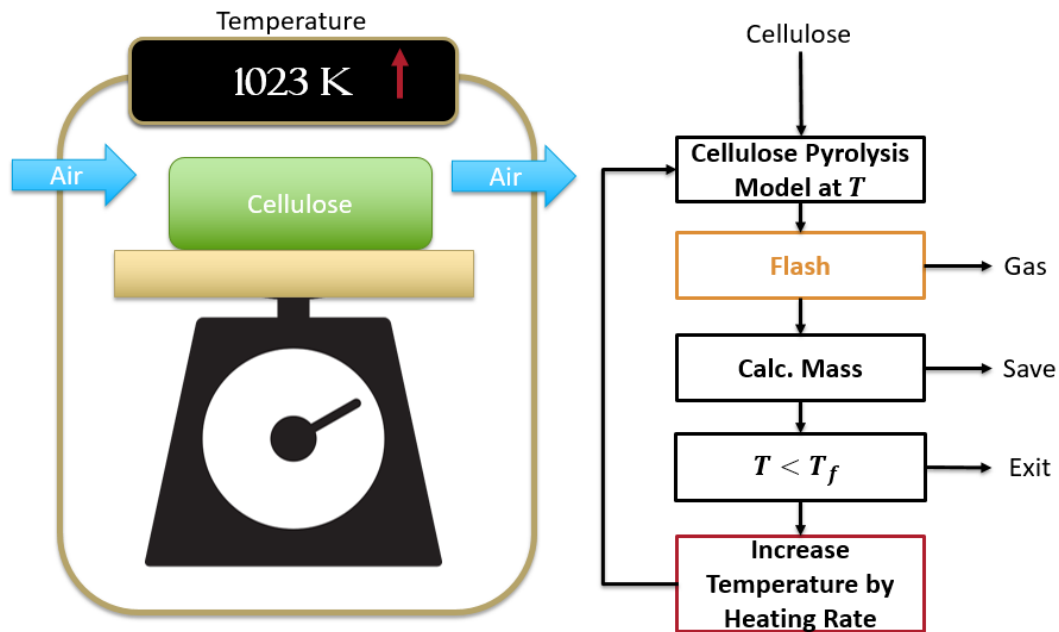 Temperature
1023 K
Air
Cellulose
Air
Cellulose
Cellulose Pyrolysis
Model at T
Flash
Gas
Calc. Mass
Save
T < T_f
Exit
Increase
Temperature by
Heating Rate